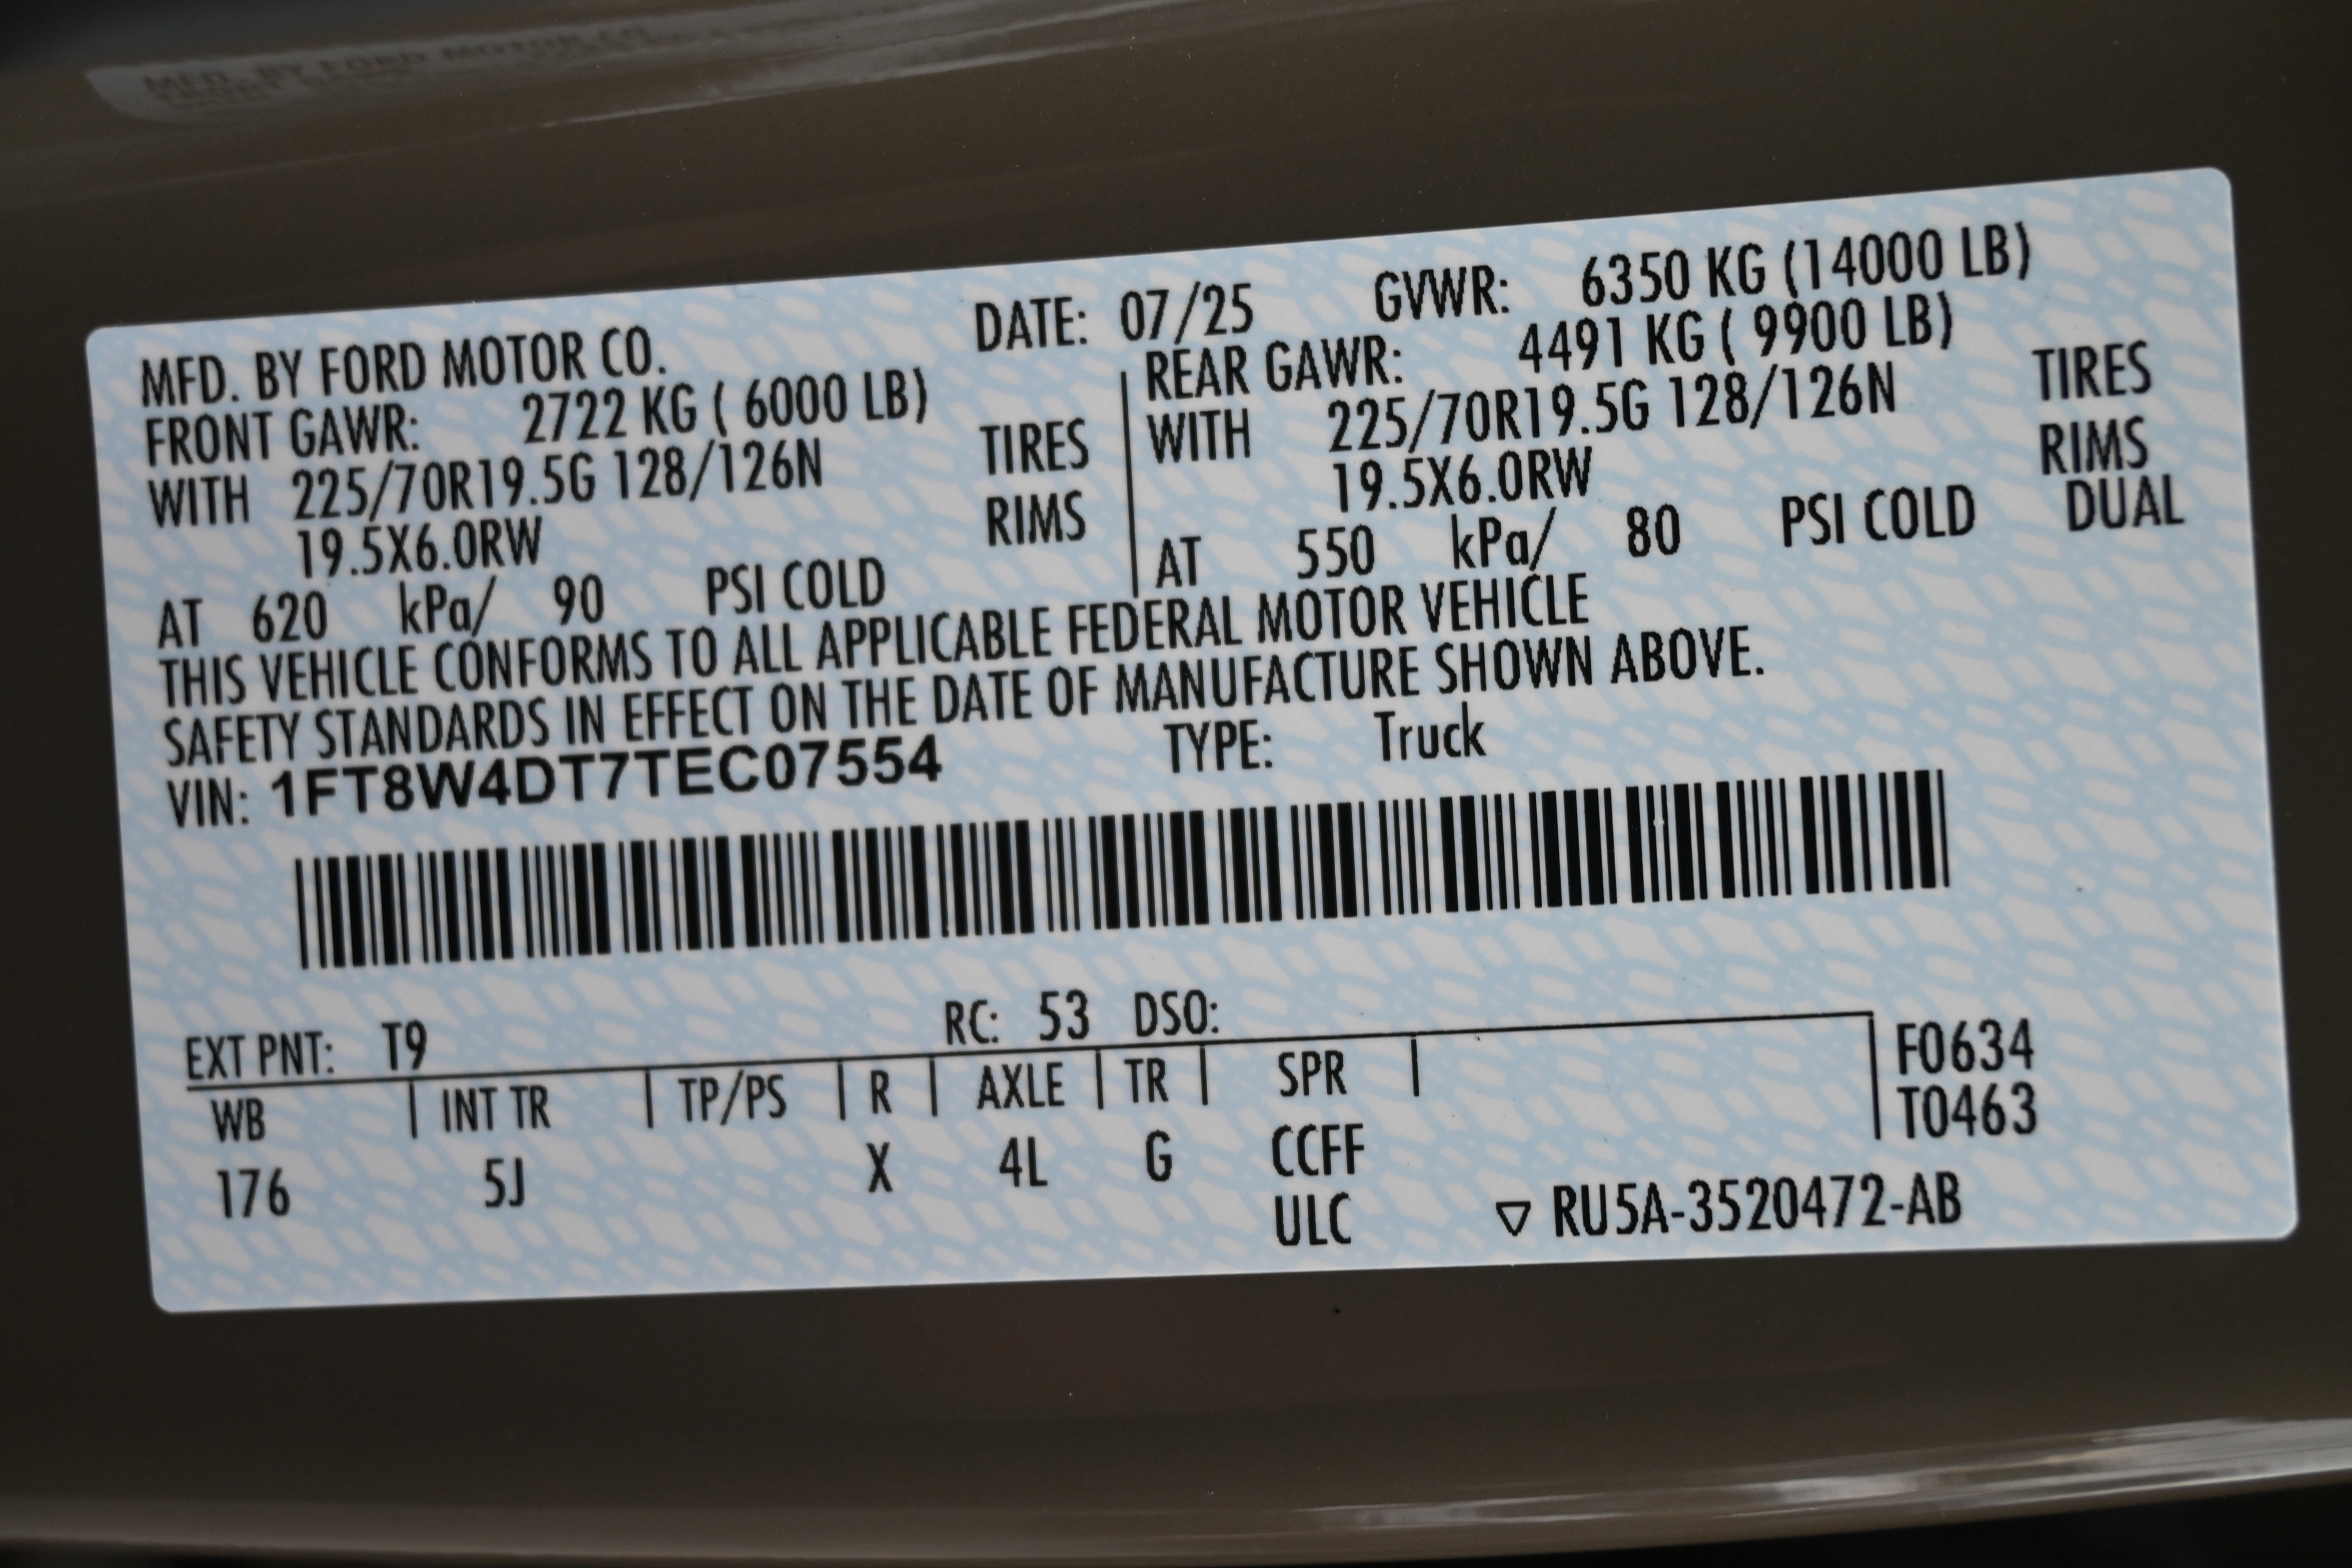 MFD. BY FORD MOTOR CO. DATE: 07/25 GVWR: 6350 KG (14000 LB)
FRONT GAWR: 2722 KG ( 6000 LB) REAR GAWR: 4491 KG ( 9900 LB)
WITH 225/70R19.5G 128/126N TIRES WITH 225/70R19.5G 128/126N TIRES
19.5X6.0RW RIMS 19.5X6.0RW RIMS
AT 620 kPa/ 90 PSI COLD AT 550 kPa/ 80 PSI COLD DUAL
THIS VEHICLE CONFORMS TO ALL APPLICABLE FEDERAL MOTOR VEHICLE
SAFETY STANDARDS IN EFFECT ON THE DATE OF MANUFACTURE SHOWN ABOVE.
VIN: 1FT8W4DT7TEC07554 TYPE: Truck
EXT PNT: T9 RC: 53 DSO:
WB INT TR TP/PS R AXLE TR SPR F0634
176 5J X 4L G CCFF T0463
ULC ▽ RU5A-3520472-AB